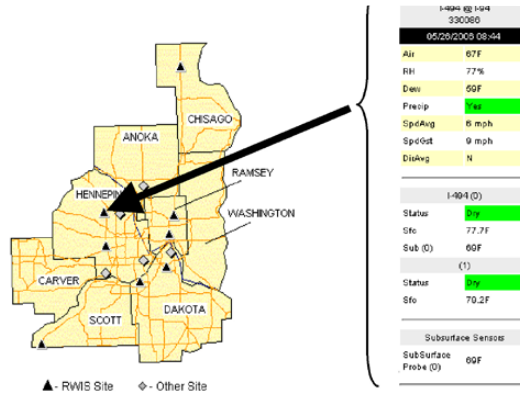 CHISAGO
ANOKA
HENNEPIN
RAMSEY
WASHINGTON
CARVER
SCOTT
DAKOTA
- RWIS Site
- Other Site
I-494 @ I-94
330086
05/26/2006 08:44
Air 67F
RH 77%
Dew 59F
Precip Yes
SpdAvg 6 mph
SpdGst 9 mph
DirAvg N
I-494 (0)
Status Dry
Sfc 77.7F
Sub (0) 69F
(1)
Status Dry
Sfc 79.2F
Subsurface Sensors
SubSurface
Probe (0) 69F